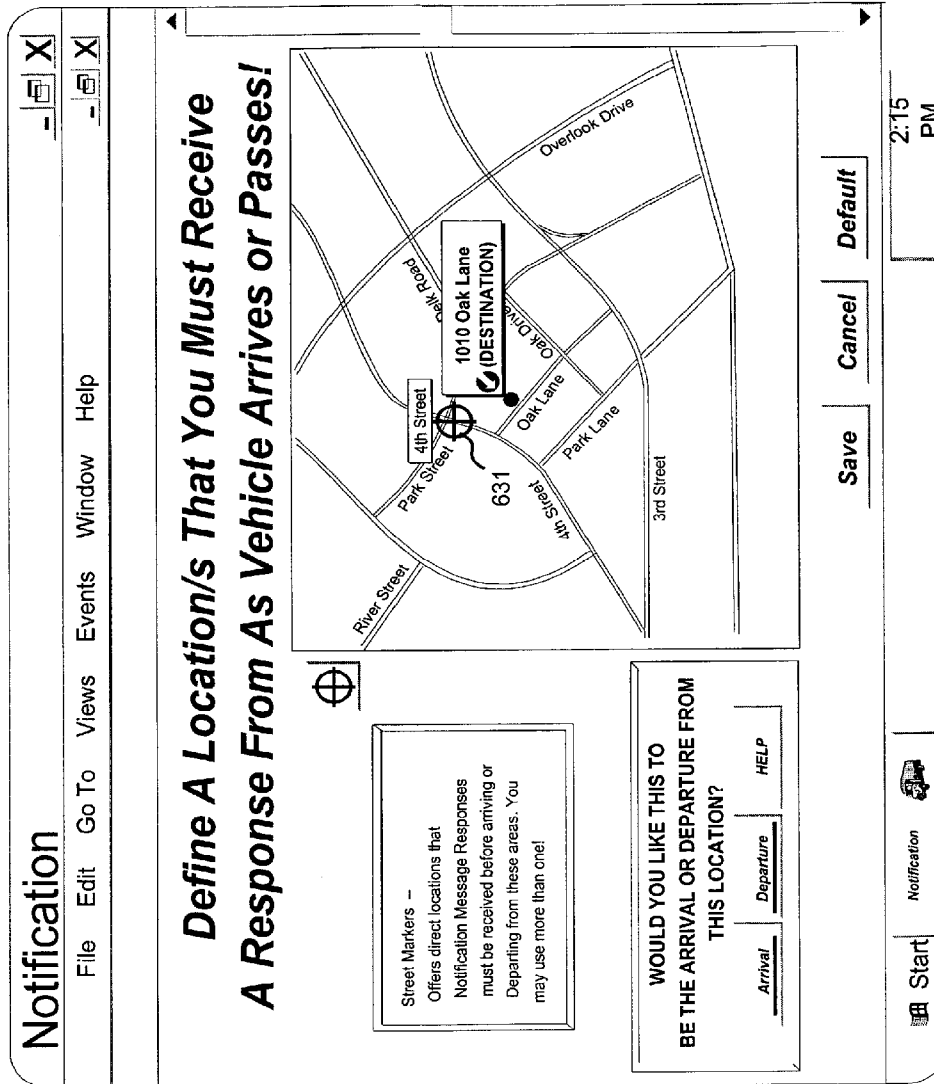 Notification
File Edit Go To Views Events Window Help
Define A Location/s That You Must Receive
A Response From As Vehicle Arrives or Passes!
Street Markers –
Offers direct locations that
Notification Message Responses
must be received before arriving or
Departing from these areas. You
may use more than one!
WOULD YOU LIKE THIS TO
BE THE ARRIVAL OR DEPARTURE FROM
THIS LOCATION?
Arrival Departure HELP
River Street
Park Street
4th Street
631
4th Street
1010 Oak Lane
(DESTINATION)
Oak Drive
Oak Lane
Park Lane
3rd Street
Road
Overlook Drive
Save Cancel Default
Start Notification 2:15
PM